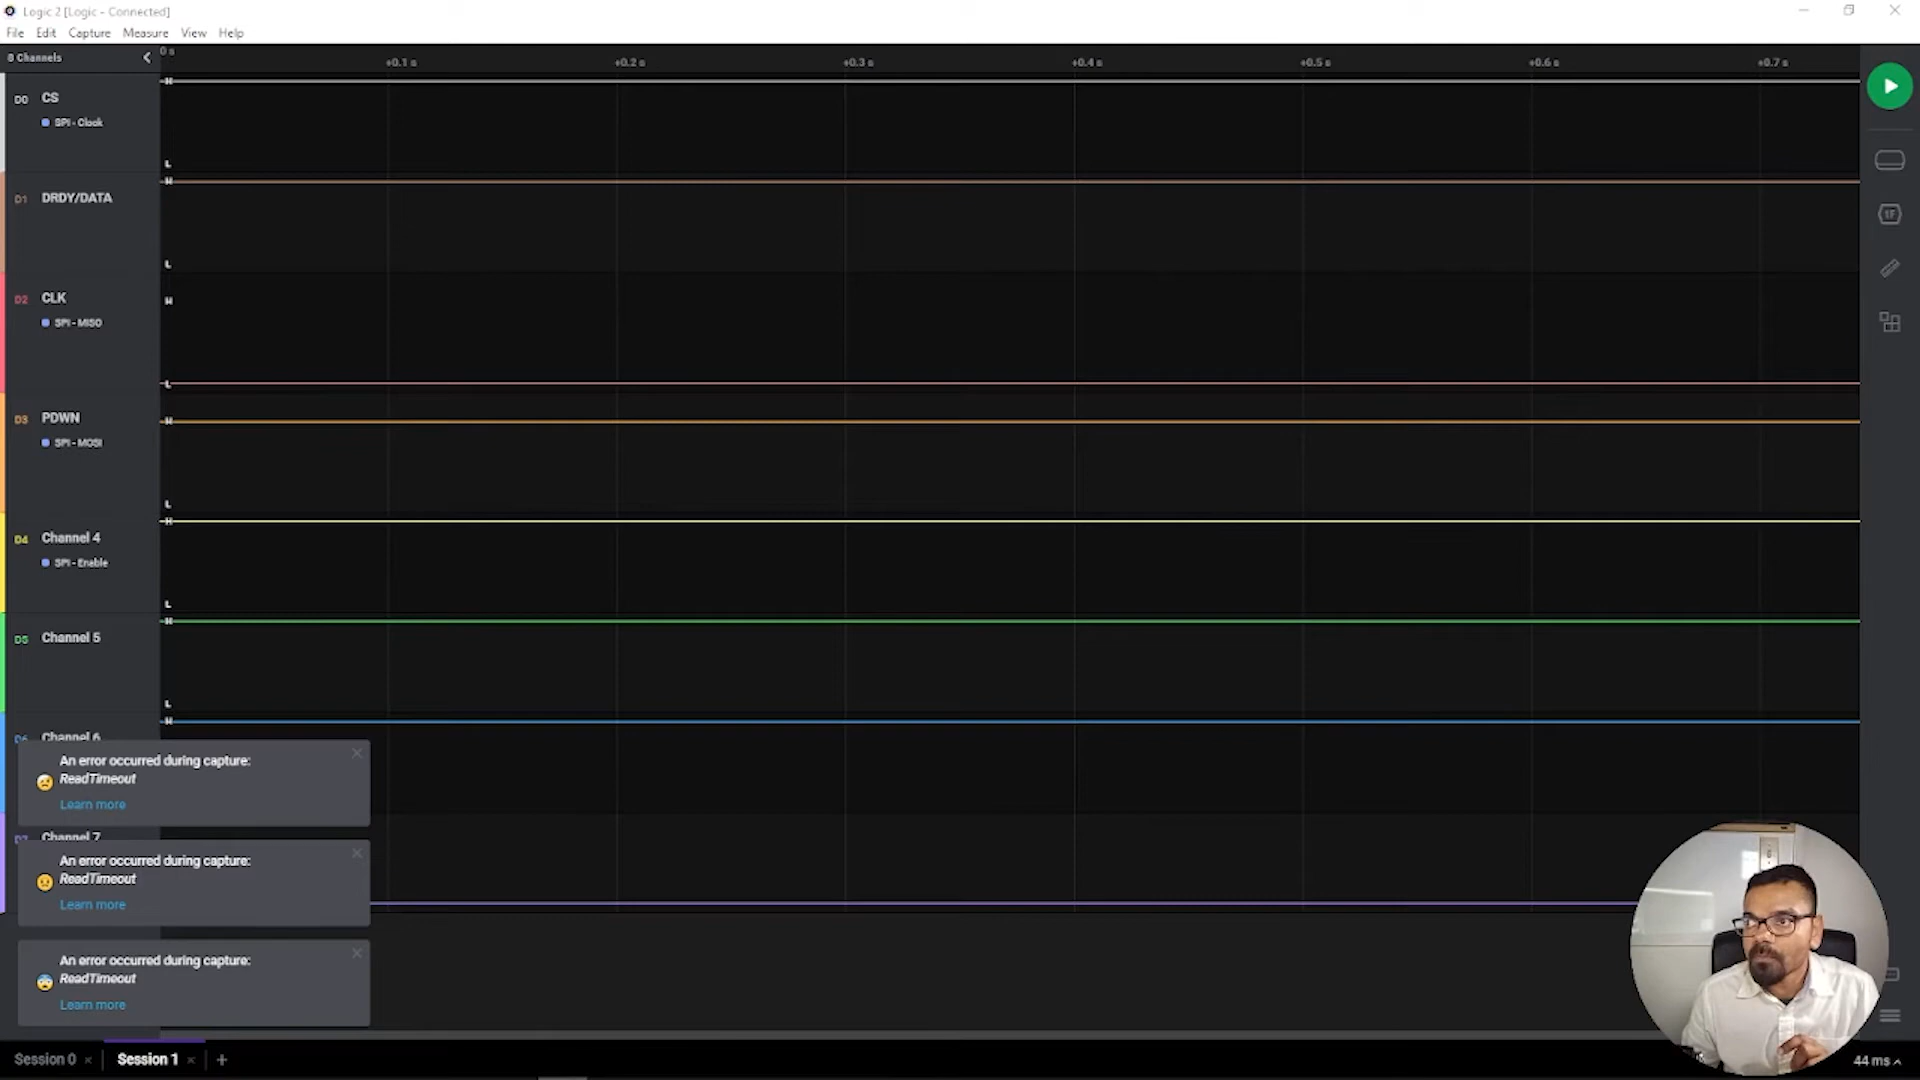 Logic 2 [Logic - Connected]
File Edit Capture Measure View Help
8 Channels
0 s
+0.1 s +0.2 s +0.3 s +0.4 s +0.5 s +0.6 s +0.7 s
D0 CS
SPI - Clock
H
L
D1 DRDY/DATA
H
L
D2 CLK
SPI - MISO
H
L
D3 PDWN
SPI - MOSI
H
L
D4 Channel 4
SPI - Enable
H
L
D5 Channel 5
H
L
D6 Channel 6
H
An error occurred during capture:
ReadTimeout
Learn more
D7 Channel 7
An error occurred during capture:
ReadTimeout
Learn more
An error occurred during capture:
ReadTimeout
Learn more
1F
Session 0 Session 1 +
44 ms